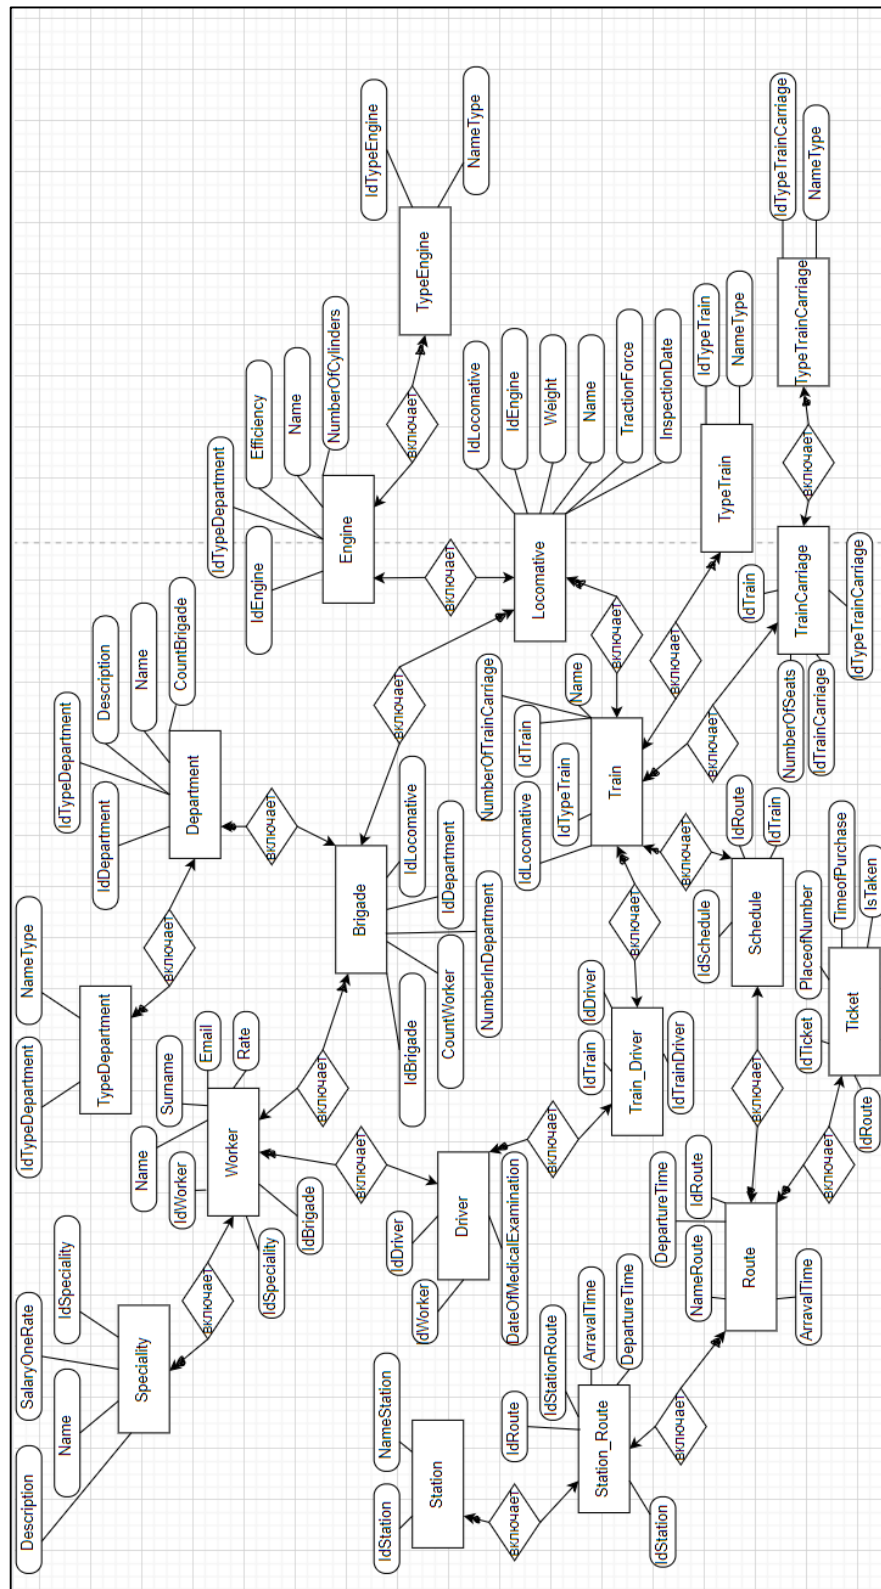 Description
SalaryOneRate
Name
IdSpeciality
Speciality
включает
IdTypeDepartment
NameType
TypeDepartment
включает
Name
Surname
Email
Rate
IdWorker
Worker
IdSpeciality
IdBrigade
включает
включает
IdDepartment
IdTypeDepartment
Description
Name
CountBrigade
Department
включает
Brigade
IdBrigade
CountWorker
NumberInDepartment
IdDepartment
IdLocomative
включает
IdEngine
IdTypeDepartment
Efficiency
Name
NumberOfCylinders
Engine
включает
включает
IdTypeEngine
NameType
TypeEngine
IdLocomative
IdEngine
Weight
Name
TractionForce
InspectionDate
Locomative
включает
IdStation
NameStation
Station
включает
IdWorker
IdDriver
Driver
DateOfMedicalExamination
включает
IdRoute
IdStationRoute
ArravalTime
DepartureTime
Station_Route
IdStation
включает
IdTrain
IdDriver
Train_Driver
IdTrainDriver
включает
IdLocomative
IdTypeTrain
IdTrain
NumberOfTrainCarriage
Name
Train
включает
включает
включает
IdTypeTrain
NameType
TypeTrain
NameRoute
DepartureTime
IdRoute
Route
ArravalTime
включает
включает
IdSchedule
IdRoute
IdTrain
Schedule
IdTicket
PlaceofNumber
TimeofPurchase
IsTaken
Ticket
IdRoute
NumberOfSeats
IdTrainCarriage
IdTrain
TrainCarriage
IdTypeTrainCarriage
включает
IdTypeTrainCarriage
NameType
TypeTrainCarriage